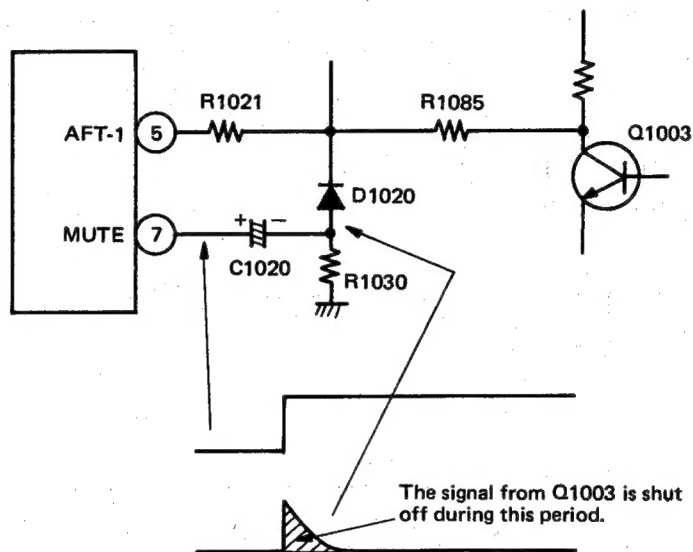 R1021
R1085
AFT-1
5
Q1003
D1020
MUTE
7
+
−
C1020
R1030
The signal from Q1003 is shut
off during this period.